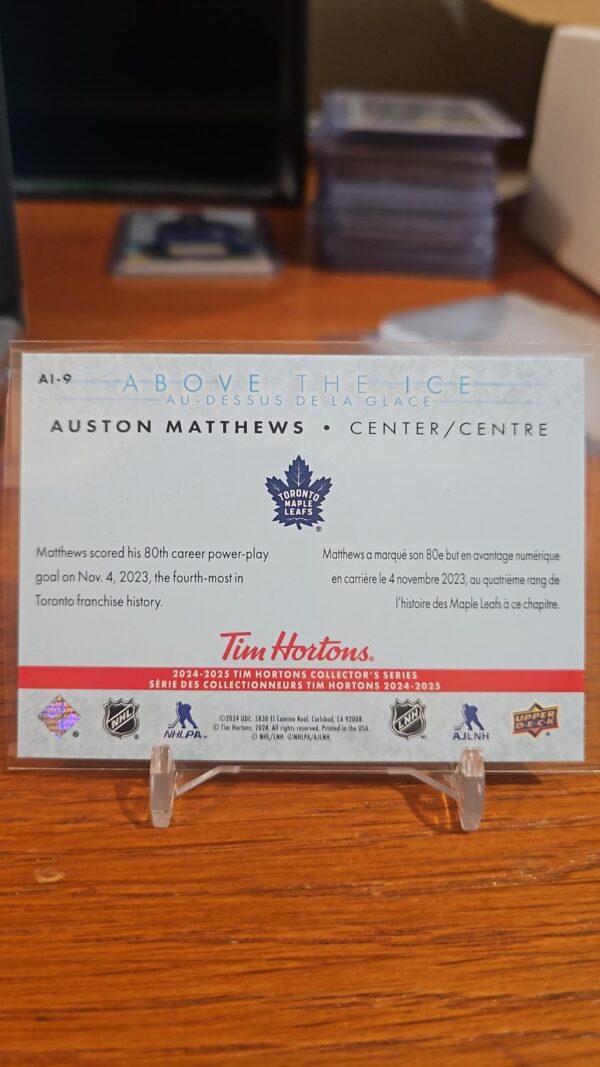 AI-9
ABOVE THE ICE
AU-DESSUS DE LA GLACE
AUSTON MATTHEWS • CENTER/CENTRE
TORONTO
MAPLE
LEAFS
®
Matthews scored his 80th career power-play
goal on Nov. 4, 2023, the fourth-most in
Toronto franchise history.
Matthews a marqué son 80e but en avantage numérique
en carrière le 4 novembre 2023, au quatrième rang de
l'histoire des Maple Leafs à ce chapitre.
Tim Hortons®
2024-2025 TIM HORTONS COLLECTOR'S SERIES
SÉRIE DES COLLECTIONNEURS TIM HORTONS 2024-2025
®
NHL
NHLPA™
©2024 UDC. 5830 El Camino Real, Carlsbad, CA 92008.
© Tim Hortons, 2024. All rights reserved. Printed in the USA.
© NHL/LNH. ©NHLPA/AJLNH.
LNH
AJLNH
UPPER
DECK